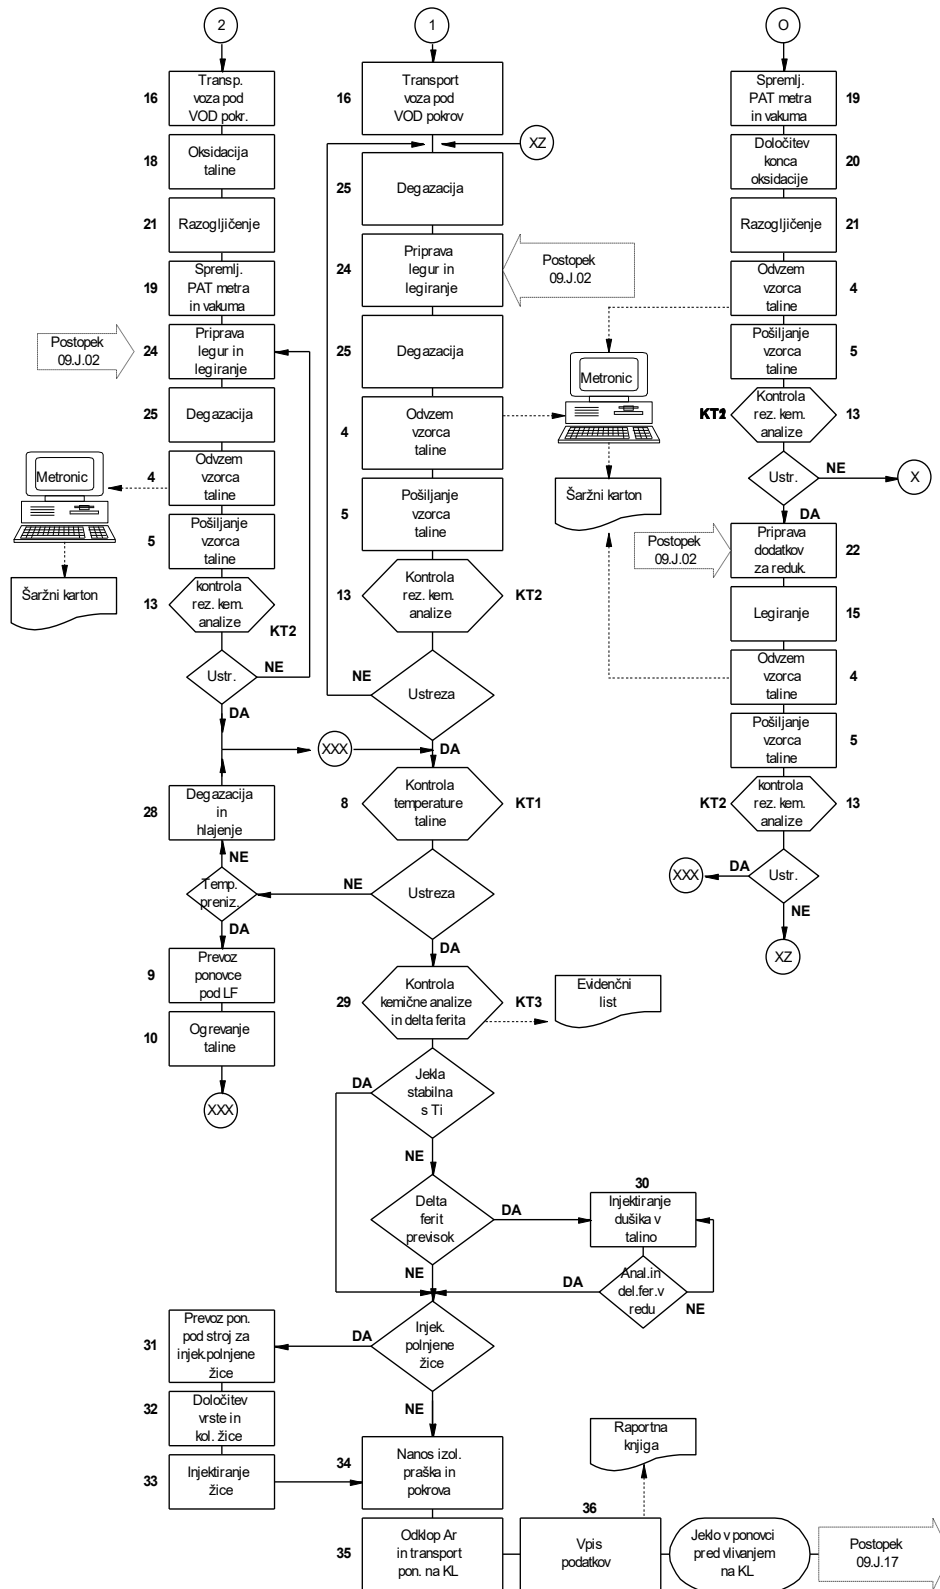 2
16
Transp.
voza pod
VOD pokr.
18
Oksidacija
taline
21
Razogljičenje
19
Spremlj.
PAT metra
in vakuma
Postopek
09.J.02
24
Priprava
legur in
legiranje
25
Degazacija
Metronic
4
Odvzem
vzorca
taline
5
Pošiljanje
vzorca
taline
Šaržni karton
13
kontrola
rez. kem.
analize
KT2
Ustr.
NE
DA
XXX
28
Degazacija
in
hlajenje
NE
Temp.
preniz.
DA
9
Prevoz
ponovce
pod LF
10
Ogrevanje
taline
XXX
1
16
Transport
voza pod
VOD pokrov
XZ
25
Degazacija
24
Priprava
legur in
legiranje
Postopek
09.J.02
25
Degazacija
4
Odvzem
vzorca
taline
Metronic
5
Pošiljanje
vzorca
taline
Šaržni karton
13
Kontrola
rez. kem.
analize
KT2
NE
Ustreza
DA
8
Kontrola
temperature
taline
KT1
NE
Ustreza
DA
29
Kontrola
kemične analize
in delta ferita
KT3
Evidenčni
list
DA
Jekla
stabilna
s Ti
NE
Delta
ferit
previsok
DA
NE
30
Injektiranje
dušika v
talino
DA
Anal.in
del.fer.v
redu
NE
DA
Injek.
polnjene
žice
NE
31
Prevoz pon.
pod stroj za
injek.polnjene
žice
32
Določitev
vrste in
kol. žice
33
Injektiranje
žice
34
Nanos izol.
praška in
pokrova
Raportna
knjiga
35
Odklop Ar
in transport
pon. na KL
36
Vpis
podatkov
Jeklo v ponovci
pred vlivanjem
na KL
Postopek
09.J.17
O
Spremlj.
PAT metra
in vakuma
19
Določitev
konca
oksidacije
20
Razogljičenje
21
Odvzem
vzorca
taline
4
Pošiljanje
vzorca
taline
5
Kontrola
rez. kem.
analize
13
Ustr.
NE
X
DA
Postopek
09.J.02
Priprava
dodatkov
za reduk.
22
Legiranje
15
Odvzem
vzorca
taline
4
Pošiljanje
vzorca
taline
5
KT2
kontrola
rez. kem.
analize
13
XXX
DA
Ustr.
NE
XZ